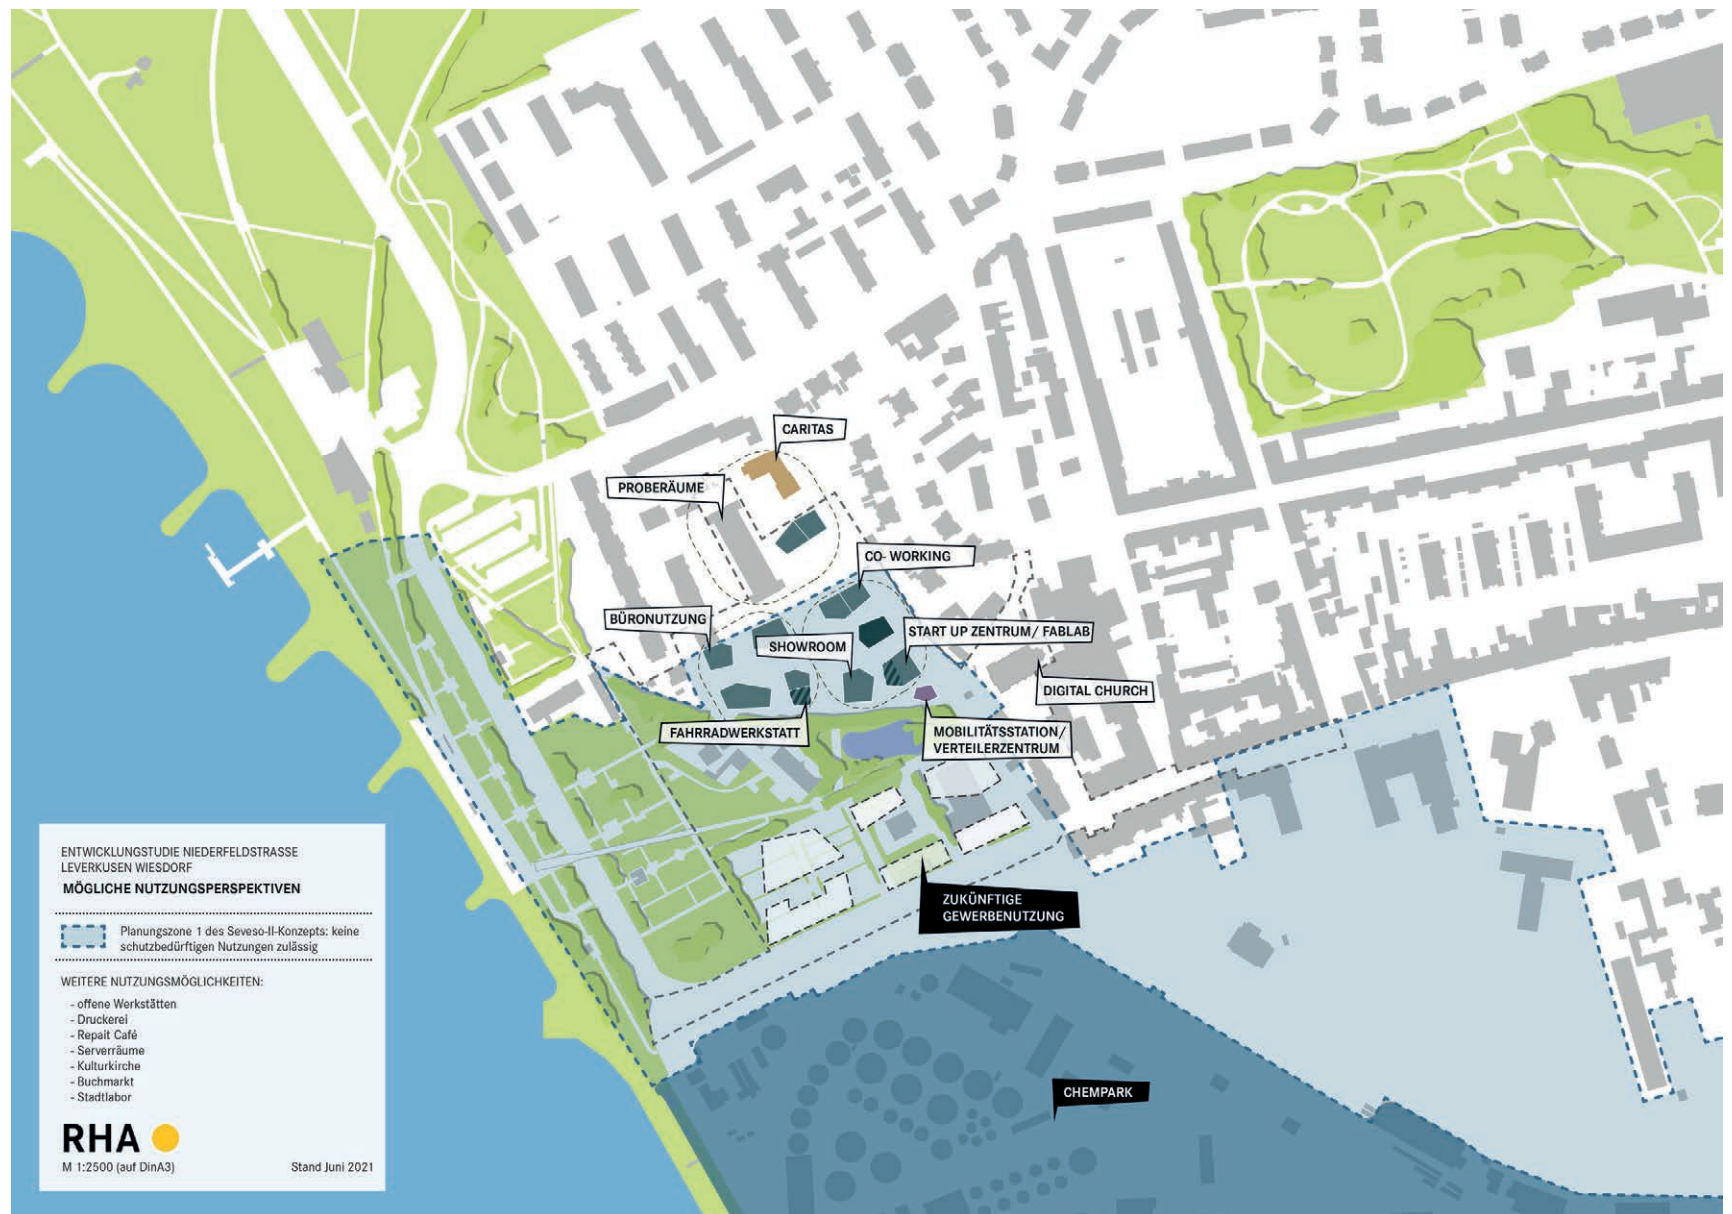 CARITAS
PROBERÄUME
CO- WORKING
BÜRONUTZUNG
START UP ZENTRUM/ FABLAB
SHOWROOM
DIGITAL CHURCH
FAHRRADWERKSTATT
MOBILITÄTSSTATION/
VERTEILERZENTRUM
ZUKÜNFTIGE
GEWERBENUTZUNG
CHEMPARK
ENTWICKLUNGSTUDIE NIEDERFELDSTRASSE
LEVERKUSEN WIESDORF
MÖGLICHE NUTZUNGSPERSPEKTIVEN
Planungszone 1 des Seveso-II-Konzepts: keine
schutzbedürftigen Nutzungen zulässig
WEITERE NUTZUNGSMÖGLICHKEITEN:
- offene Werkstätten
- Druckerei
- Repait Café
- Serverräume
- Kulturkirche
- Buchmarkt
- Stadtlabor
RHA
M 1:2500 (auf DinA3)
Stand Juni 2021